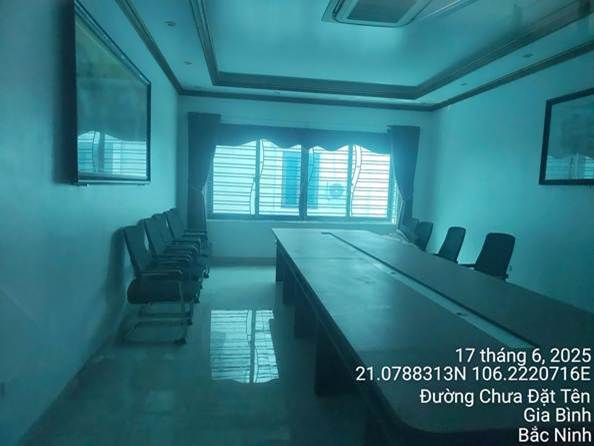 17 tháng 6, 2025
21.0788313N 106.2220716E
Đường Chưa Đặt Tên
Gia Bình
Bắc Ninh